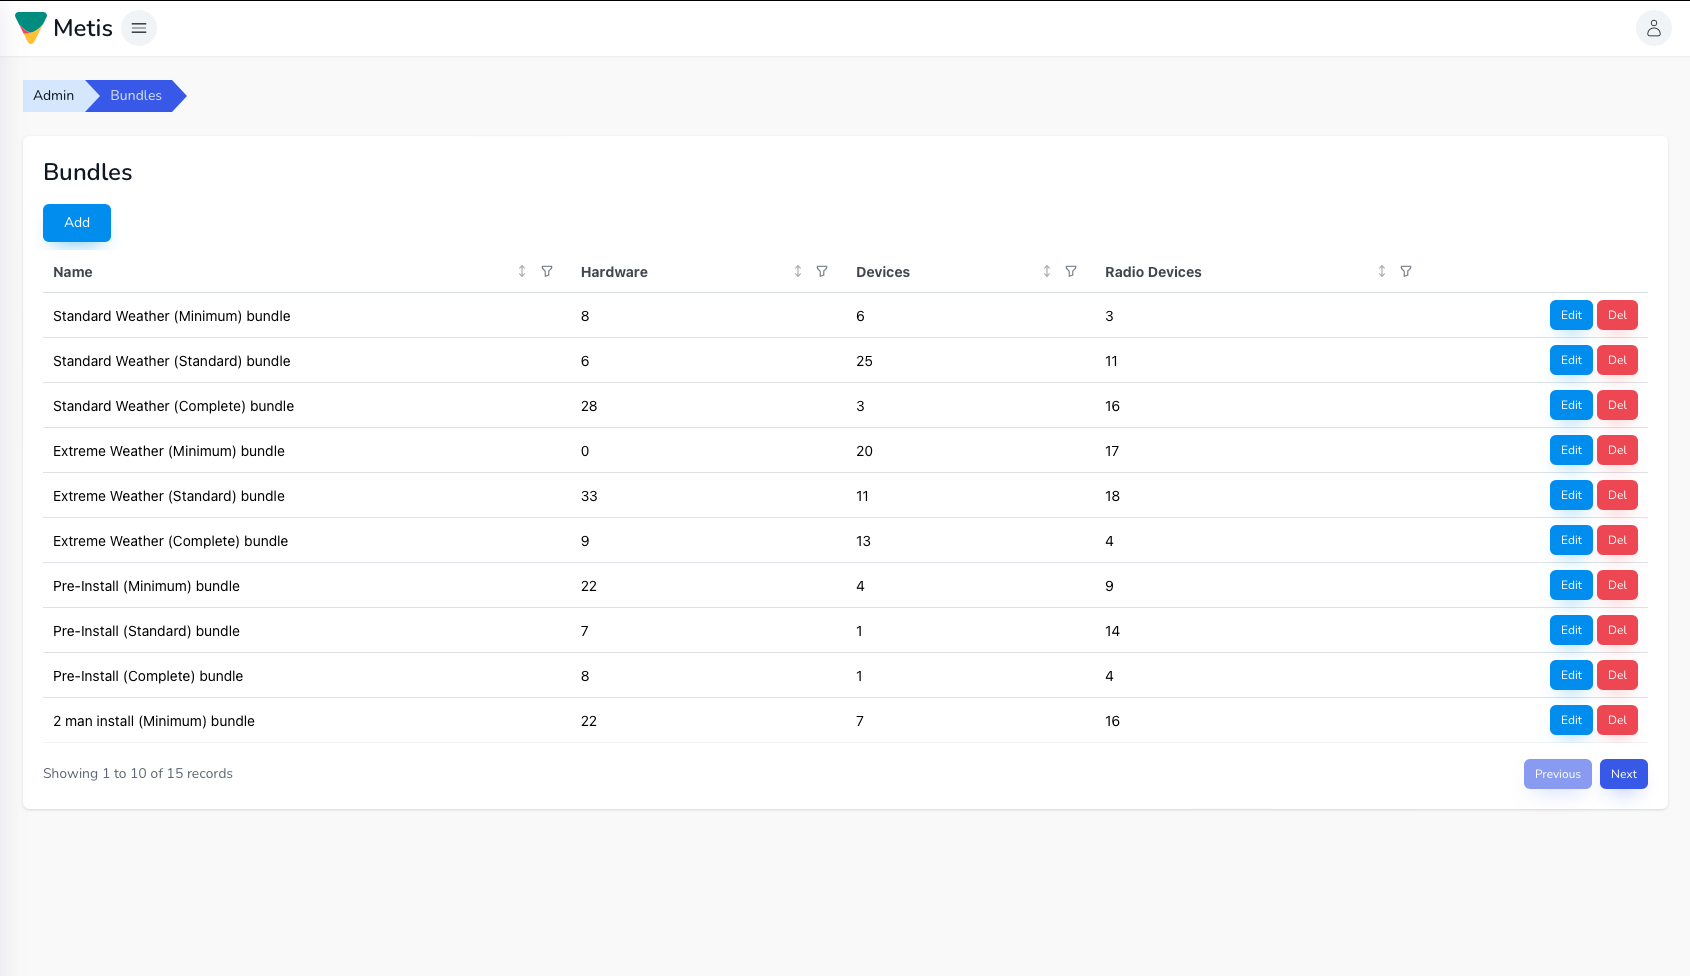 Metis
Admin Bundles
Bundles
Add
Name Hardware Devices Radio Devices
Standard Weather (Minimum) bundle 8 6 3 Edit Del
Standard Weather (Standard) bundle 6 25 11 Edit Del
Standard Weather (Complete) bundle 28 3 16 Edit Del
Extreme Weather (Minimum) bundle 0 20 17 Edit Del
Extreme Weather (Standard) bundle 33 11 18 Edit Del
Extreme Weather (Complete) bundle 9 13 4 Edit Del
Pre-Install (Minimum) bundle 22 4 9 Edit Del
Pre-Install (Standard) bundle 7 1 14 Edit Del
Pre-Install (Complete) bundle 8 1 4 Edit Del
2 man install (Minimum) bundle 22 7 16 Edit Del
Showing 1 to 10 of 15 records Previous Next